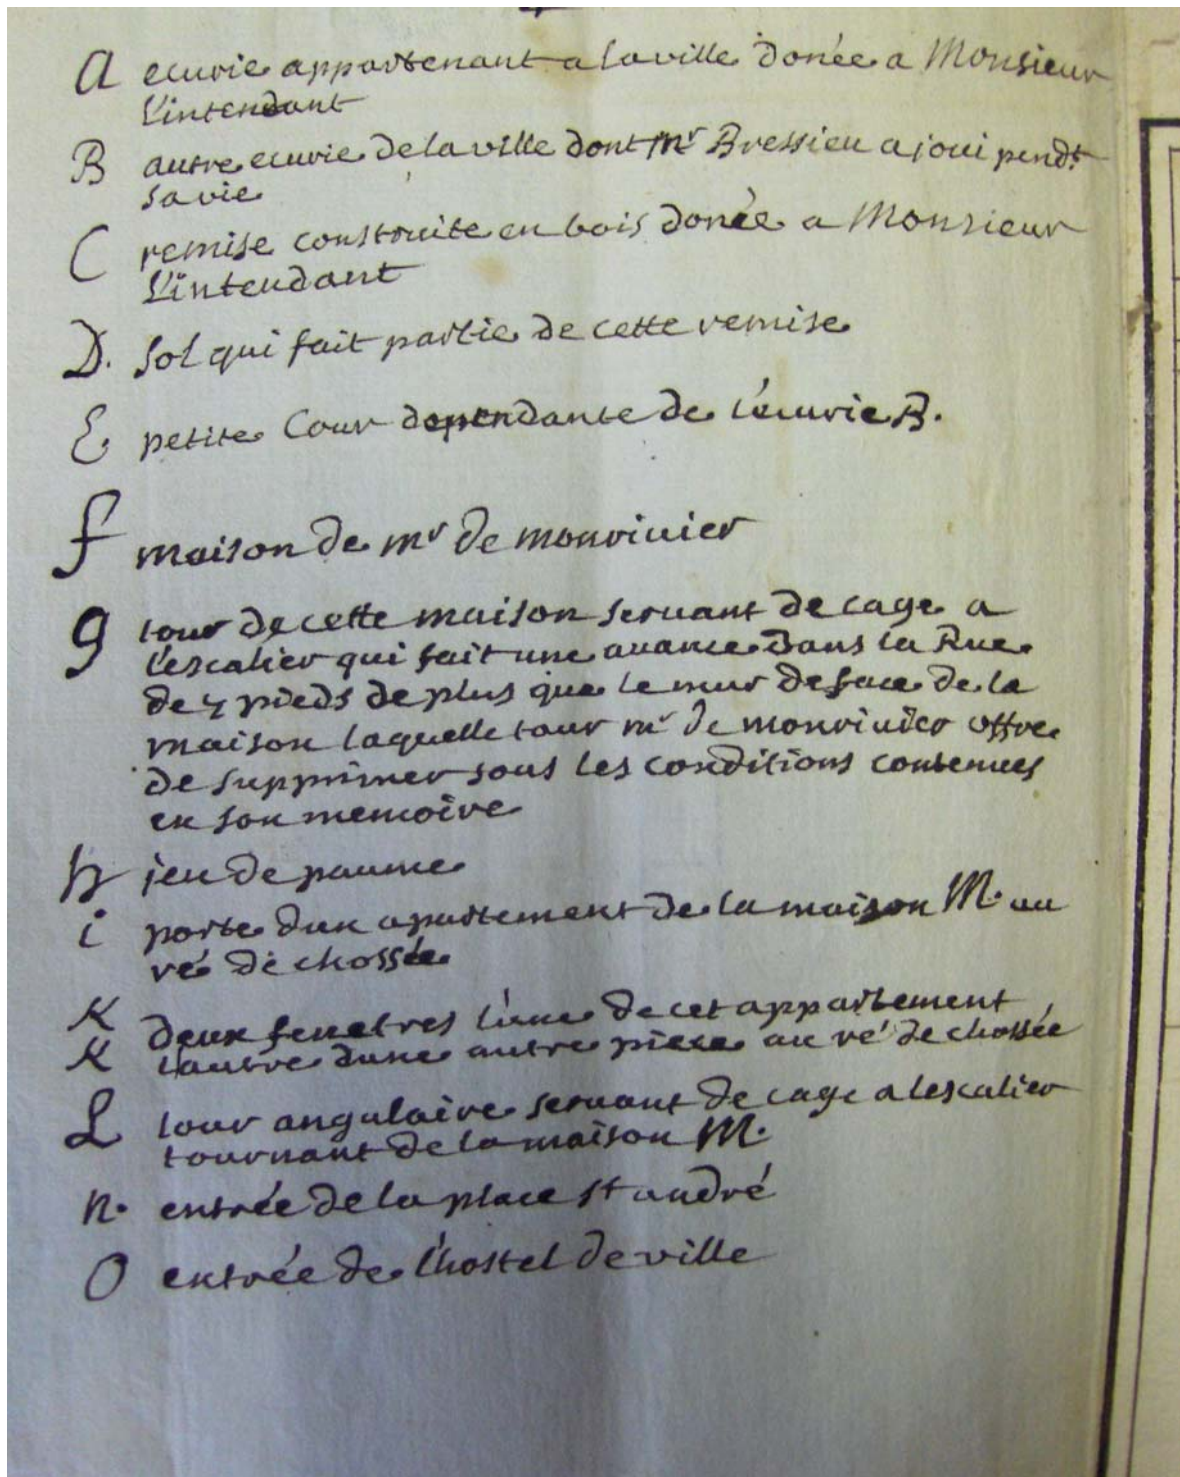 A ecurie appartenant a la ville donée a Monsieur
L'intendant
B autre ecurie de la ville dont Mr Bressieu a joui pendt
sa vie
C remise construite en bois donée a Monsieur
L'intendant
D. sol qui fait partie de cette remise
E petite Cour dependante de l'écurie B.
f maison de mr de monrivier
g tour de cette maison servant de cage a
l'escalier qui fait une avance dans la Rue
de 4 pieds de plus que le mur de face de la
maison laquelle tour mr de monrivier offre
de supprimer sous les conditions contenues
en son memoire
h jeu de paume
i porte dun apartement de la maison M. au
ré de chossée
K deux fenetres l'une de cet appartement
K lautre dune autre piece au ré de chossée
L tour angulaire servant de cage a lescalier
tournant de la maison M.
n. entrée de la place st andré
O entrée de l'hostel de ville